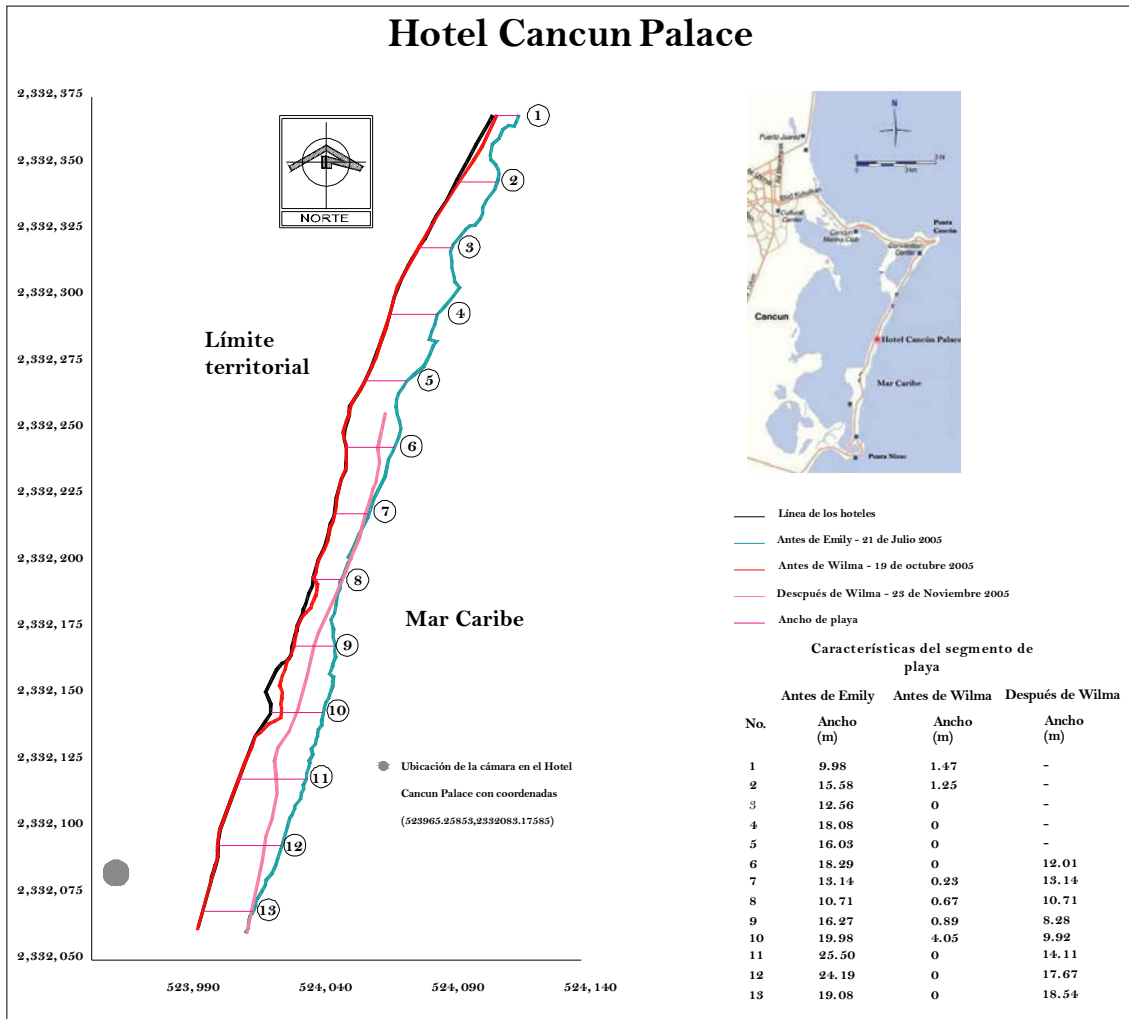 Hotel Cancun Palace
2,332,375
2,332,350
2,332,325
2,332,300
2,332,275
2,332,250
2,332,225
2,332,200
2,332,175
2,332,150
2,332,125
2,332,100
2,332,075
2,332,050
523,990
524,040
524,090
524,140
NORTE
1
2
3
4
5
6
7
8
9
10
11
12
13
Límite
territorial
Mar Caribe
Ubicación de la cámara en el Hotel
Cancun Palace con coordenadas
(523965.25853,2332083.17585)
N
Puerto Juarez
Cultural
Center
Cancun
Marina Club
Punta
Cancún
Convention
Center
Cancun
Hotel Cancún Palace
Mar Caribe
Punta Nizuc
Línea de los hoteles
Antes de Emily - 21 de Julio 2005
Antes de Wilma - 19 de octubre 2005
Descpués de Wilma - 23 de Noviembre 2005
Ancho de playa
Características del segmento de
playa
Antes de Emily Antes de Wilma Después de Wilma
No. Ancho (m) Ancho (m) Ancho (m)
1 9.98 1.47 -
2 15.58 1.25 -
3 12.56 0 -
4 18.08 0 -
5 16.03 0 -
6 18.29 0 12.01
7 13.14 0.23 13.14
8 10.71 0.67 10.71
9 16.27 0.89 8.28
10 19.98 4.05 9.92
11 25.50 0 14.11
12 24.19 0 17.67
13 19.08 0 18.54